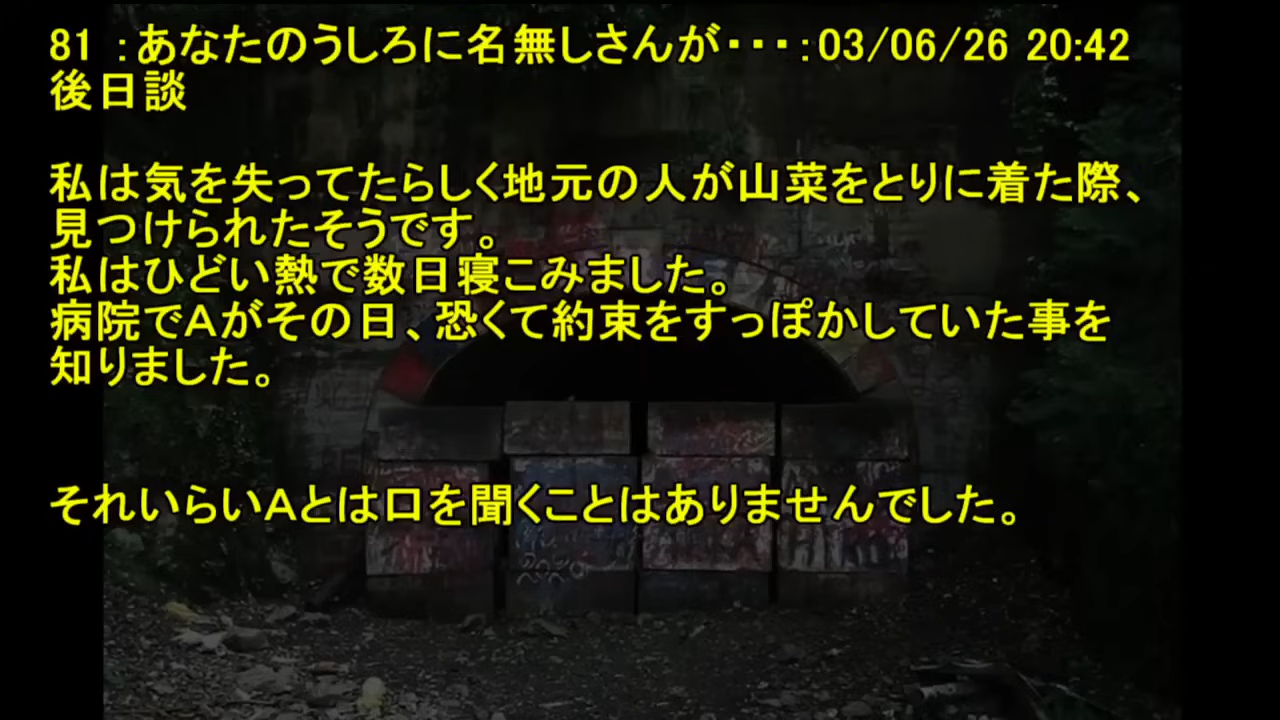 81 ：あなたのうしろに名無しさんが・・・：03/06/26 20:42
後日談
私は気を失ってたらしく地元の人が山菜をとりに着た際、
見つけられたそうです。
私はひどい熱で数日寝こみました。
病院でＡがその日、恐くて約束をすっぽかしていた事を
知りました。
それいらいＡとは口を聞くことはありませんでした。